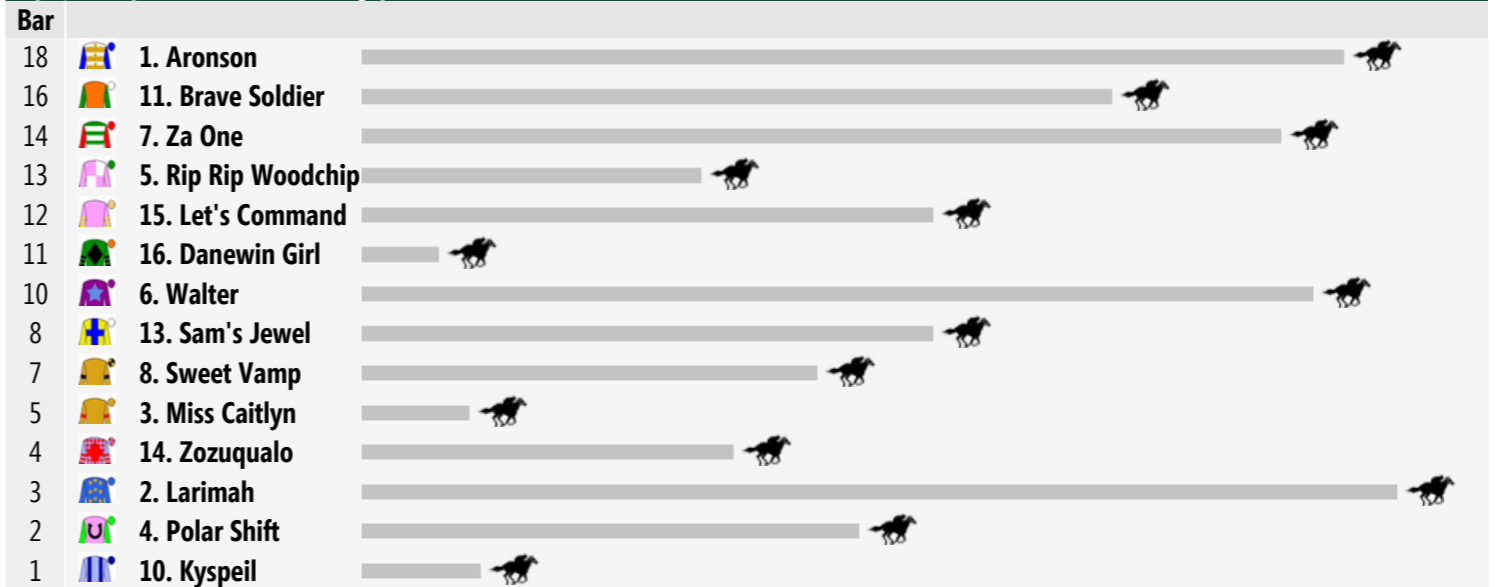 Bar
18 1. Aronson
16 11. Brave Soldier
14 7. Za One
13 5. Rip Rip Woodchip
12 15. Let's Command
11 16. Danewin Girl
10 6. Walter
8 13. Sam's Jewel
7 8. Sweet Vamp
5 3. Miss Caitlyn
4 14. Zozuqualo
3 2. Larimah
2 4. Polar Shift
1 10. Kyspeil